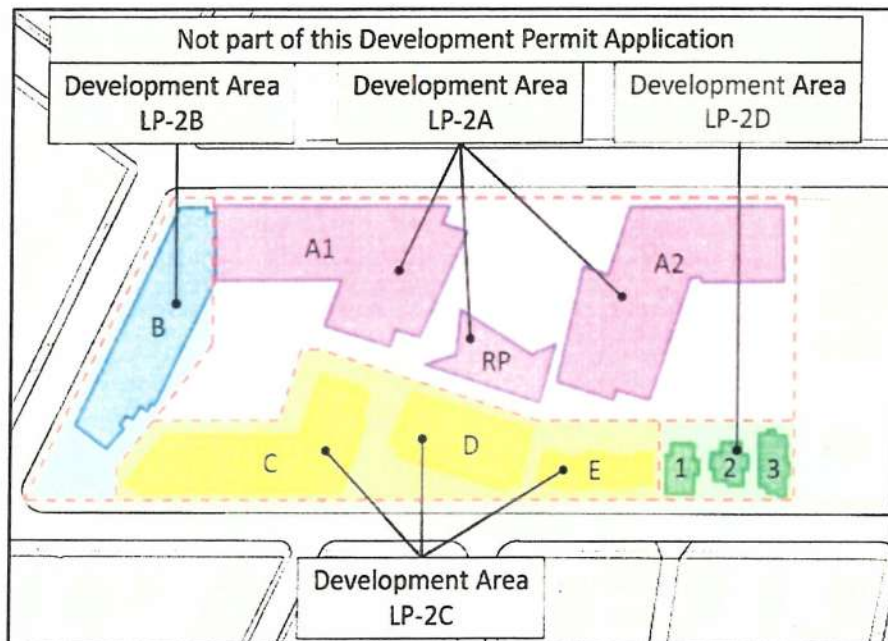 Not part of this Development Permit Application
Development Area
LP-2B
Development Area
LP-2A
Development Area
LP-2D
A1
A2
B
RP
C
D
E
1
2
3
Development Area
LP-2C